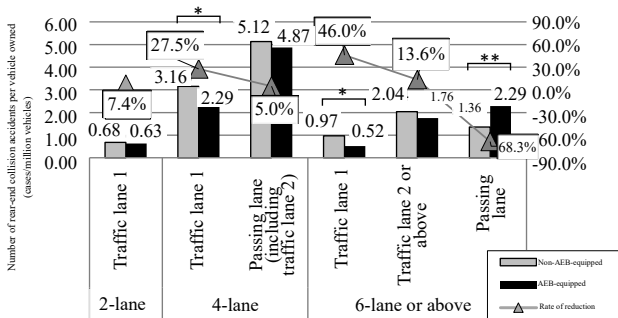 Number of rear-end collision accidents per vehicle owned
(cases/million vehicles)
6.00
5.00
4.00
3.00
2.00
1.00
0.00
90.0%
60.0%
30.0%
0.0%
-30.0%
-60.0%
-90.0%
*
27.5%
5.12
4.87
46.0%
13.6%
**
3.16
2.29
7.4%
5.0%
*
2.04
1.76
1.36
2.29
0.68
0.63
0.97
0.52
68.3%
Traffic lane 1
Traffic lane 1
Passing lane
(including
traffic lane 2)
Traffic lane 1
Traffic lane 2 or
above
Passing
lane
2-lane
4-lane
6-lane or above
Non-AEB-equipped
AEB-equipped
Rate of reduction